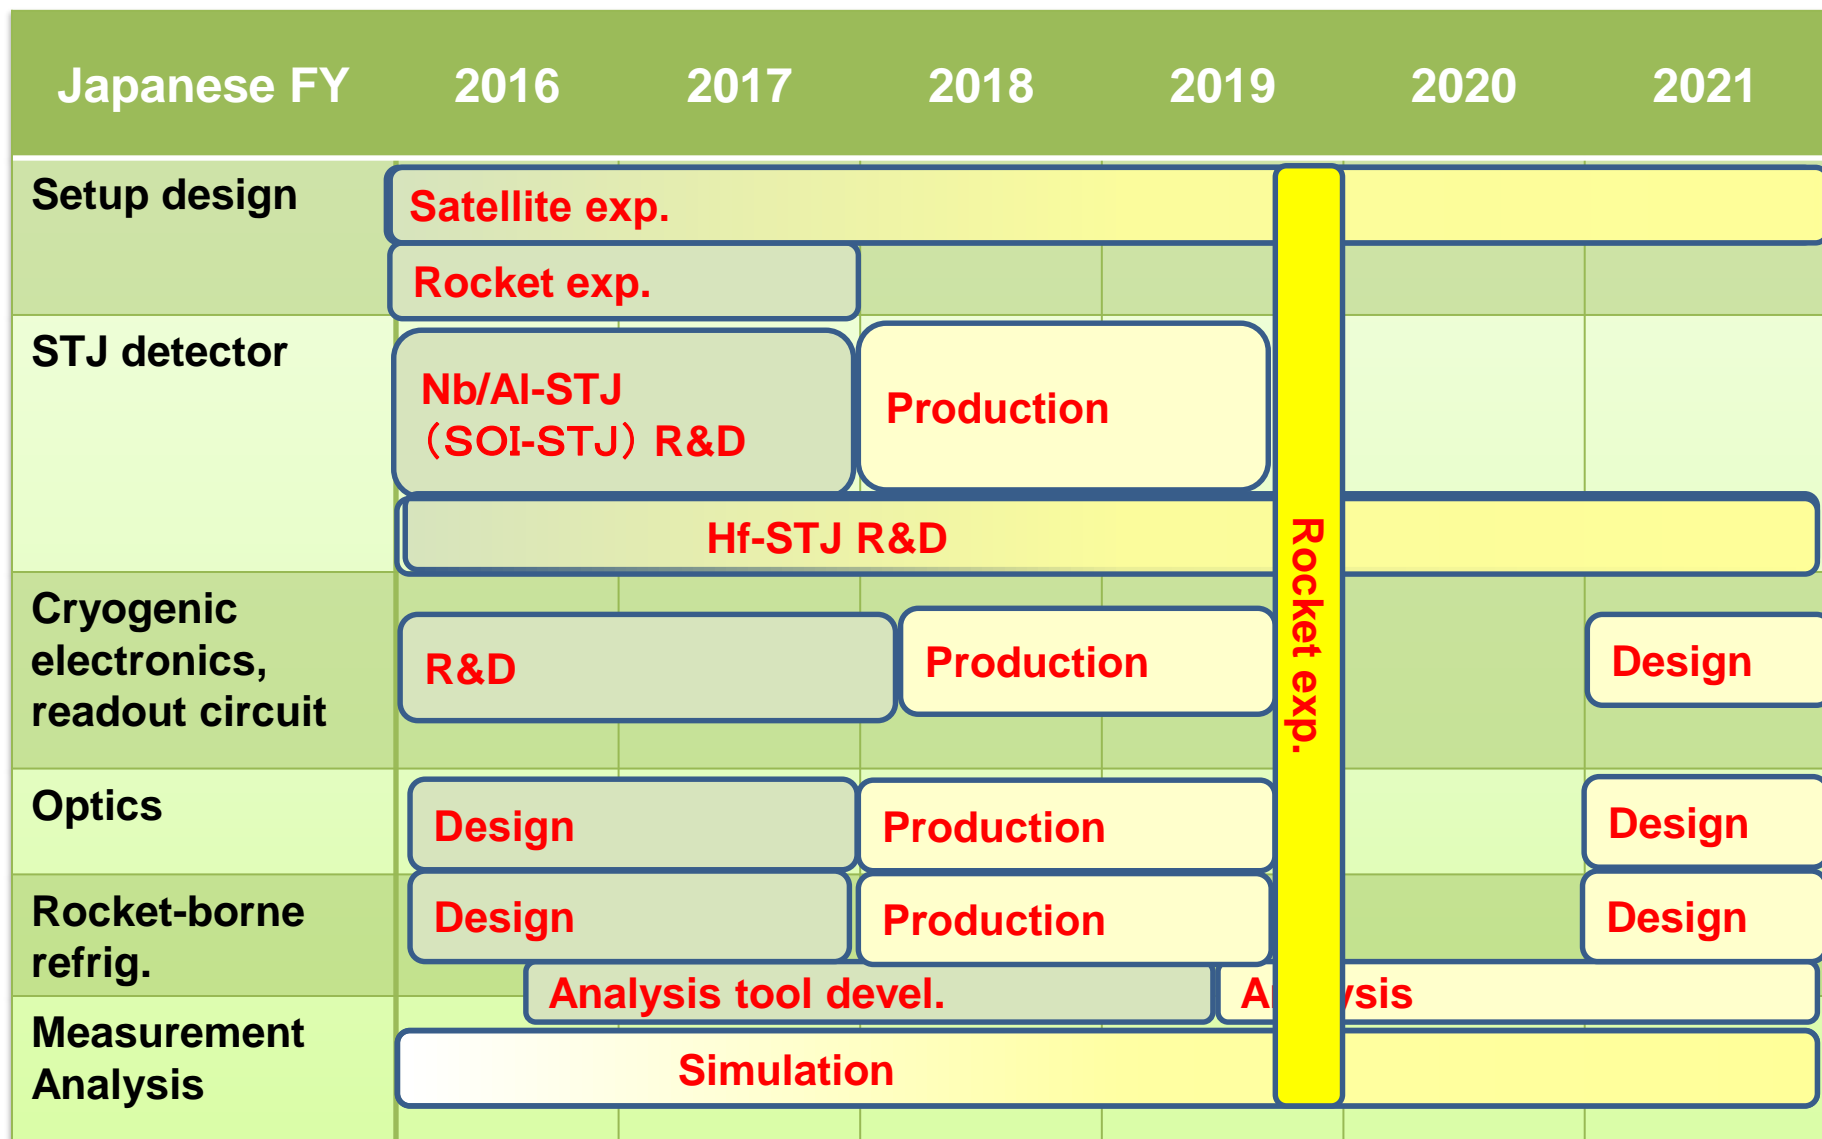 Japanese FY 2016 2017 2018 2019 2020 2021
Setup design
Satellite exp.
Rocket exp.
STJ detector
Nb/Al-STJ
（SOI-STJ）R&D
Production
Hf-STJ R&D
Rocket exp.
Cryogenic
electronics,
readout circuit
R&D
Production
Design
Optics
Design
Production
Design
Rocket-borne
refrig.
Design
Production
Design
Measurement
Analysis
Analysis tool devel.
A ysis
Simulation